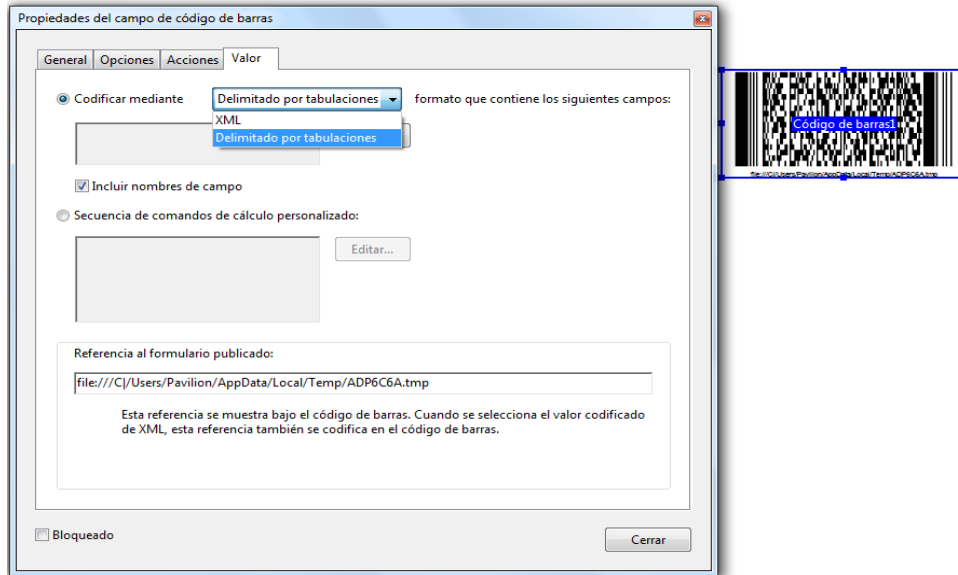 Propiedades del campo de código de barras
General Opciones Acciones Valor
Codificar mediante Delimitado por tabulaciones formato que contiene los siguientes campos:
XML
Delimitado por tabulaciones
Incluir nombres de campo
Secuencia de comandos de cálculo personalizado:
Editar...
Referencia al formulario publicado:
file:///C|/Users/Pavilion/AppData/Local/Temp/ADP6C6A.tmp
Esta referencia se muestra bajo el código de barras. Cuando se selecciona el valor codificado
de XML, esta referencia también se codifica en el código de barras.
Bloqueado
Cerrar
Código de barras1
file:///C|/Users/Pavilion/AppData/Local/Temp/ADP6C6A.tmp